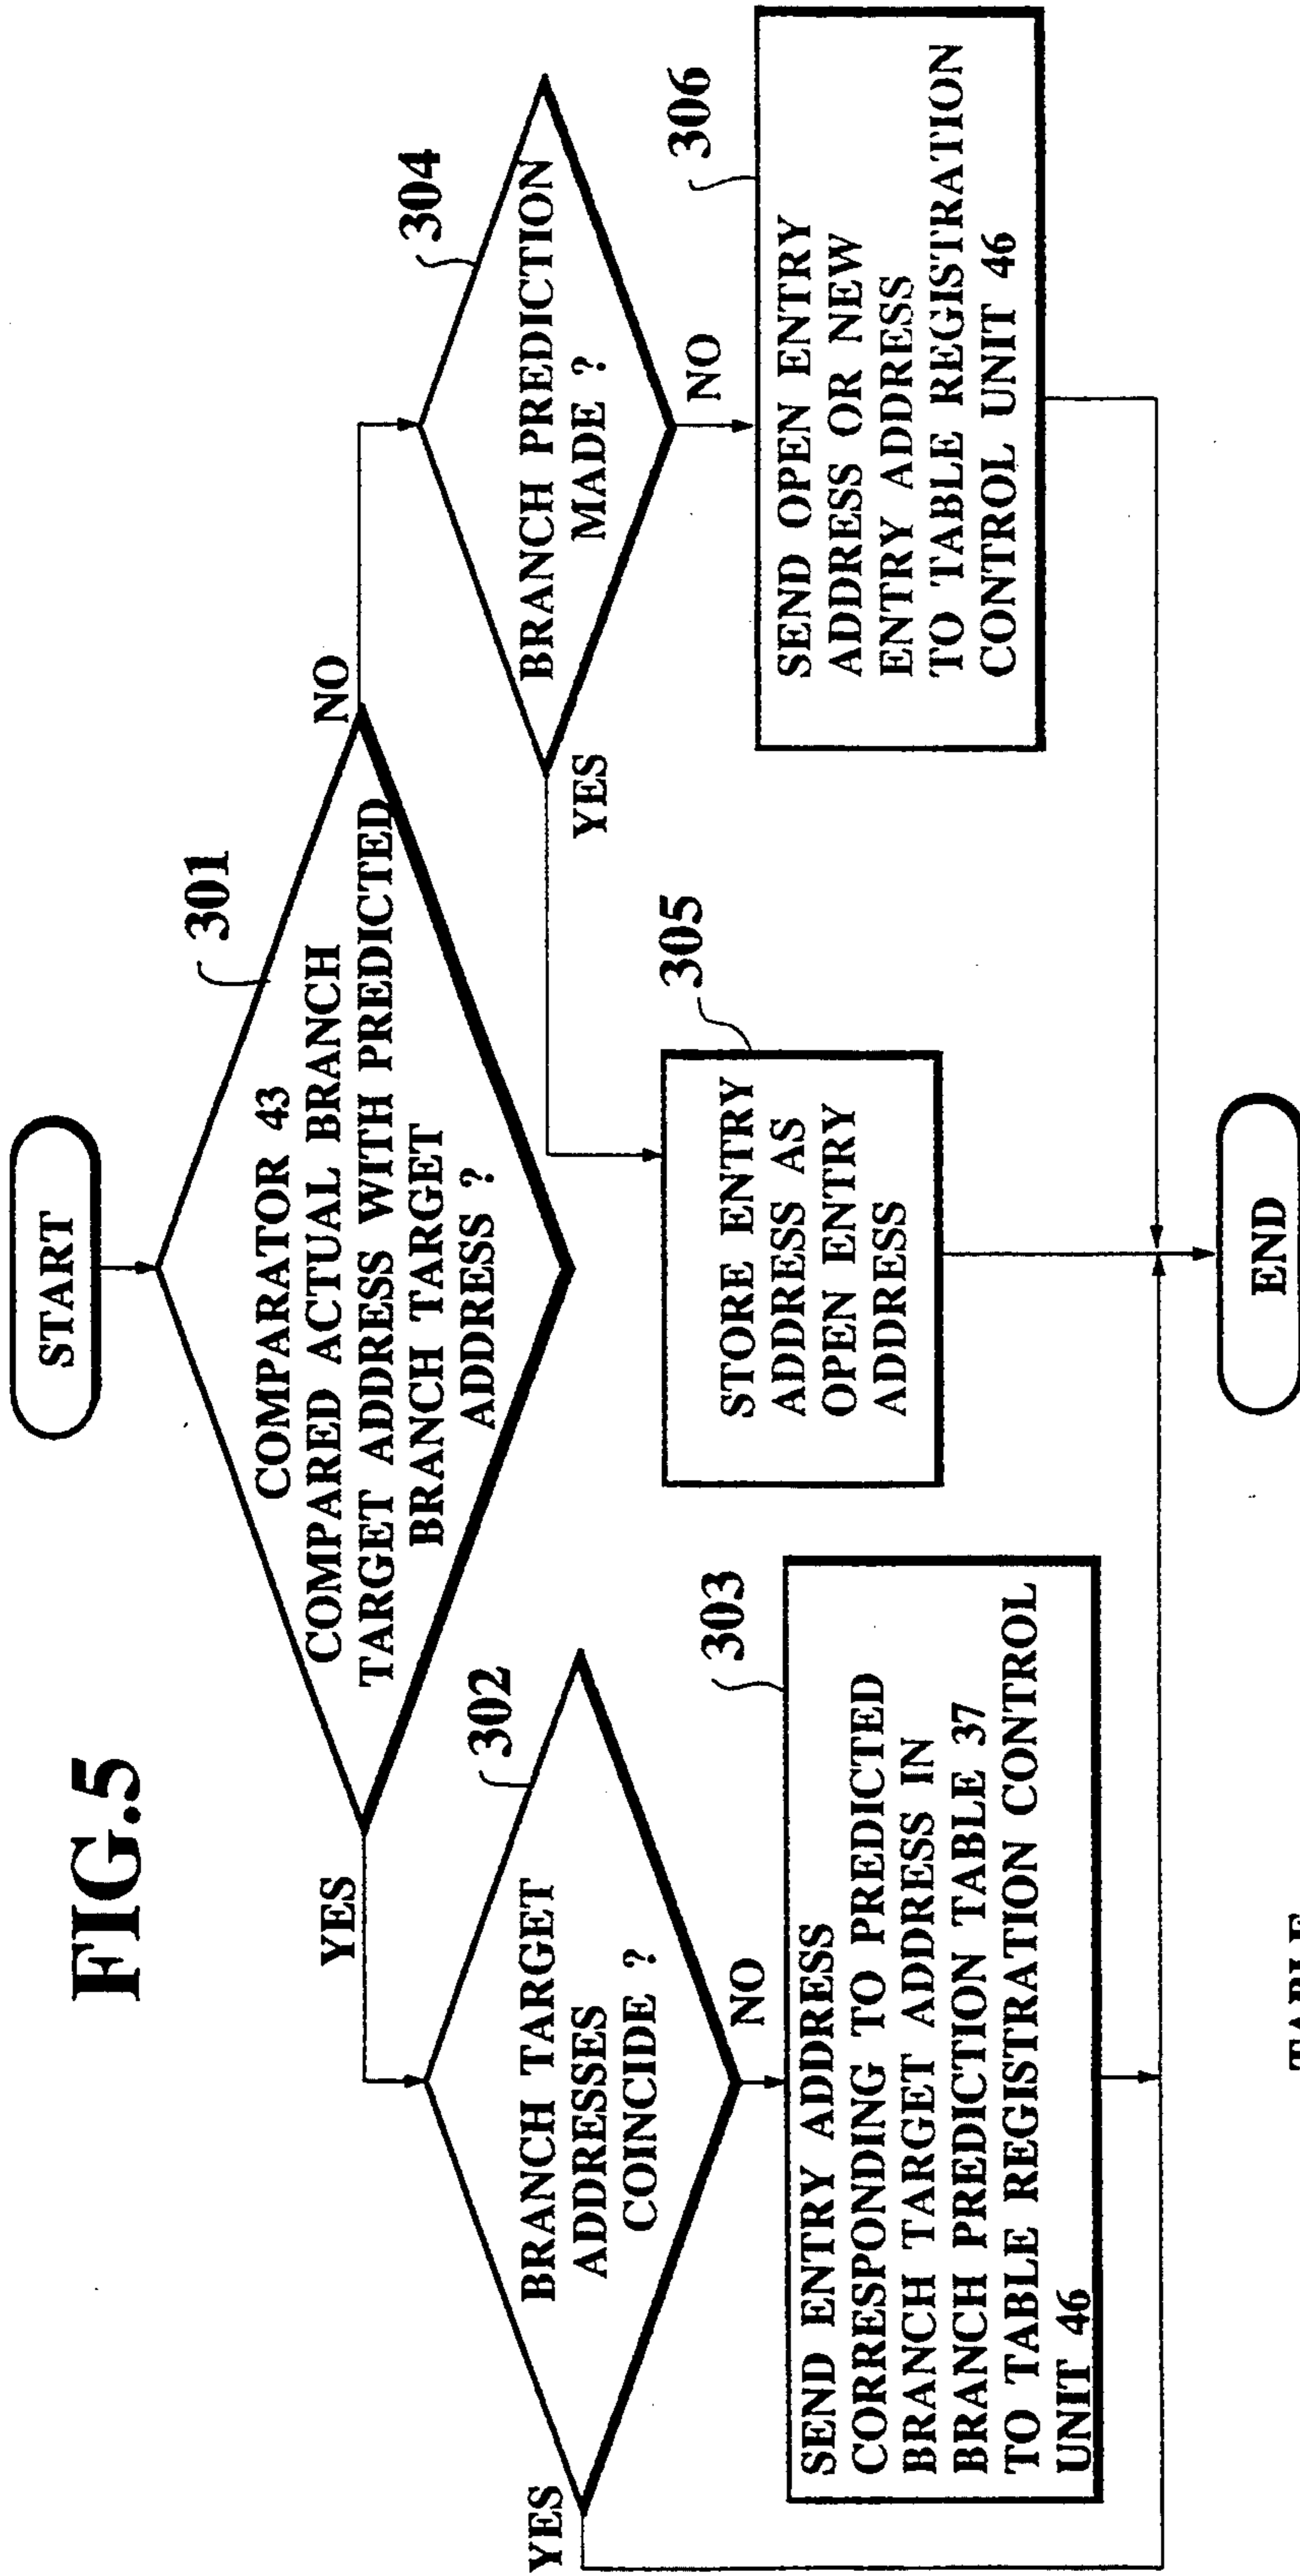 FIG.5
START
301
COMPARATOR 43
COMPARED ACTUAL BRANCH
TARGET ADDRESS WITH PREDICTED
BRANCH TARGET
ADDRESS ?
YES
NO
302
BRANCH TARGET
ADDRESSES
COINCIDE ?
YES
NO
304
BRANCH PREDICTION
MADE ?
YES
NO
303
SEND ENTRY ADDRESS
CORRESPONDING TO PREDICTED
BRANCH TARGET ADDRESS IN
BRANCH PREDICTION TABLE 37
TO TABLE REGISTRATION CONTROL
UNIT 46
305
STORE ENTRY
ADDRESS AS
OPEN ENTRY
ADDRESS
306
SEND OPEN ENTRY
ADDRESS OR NEW
ENTRY ADDRESS
TO TABLE REGISTRATION
CONTROL UNIT 46
END
TABLE